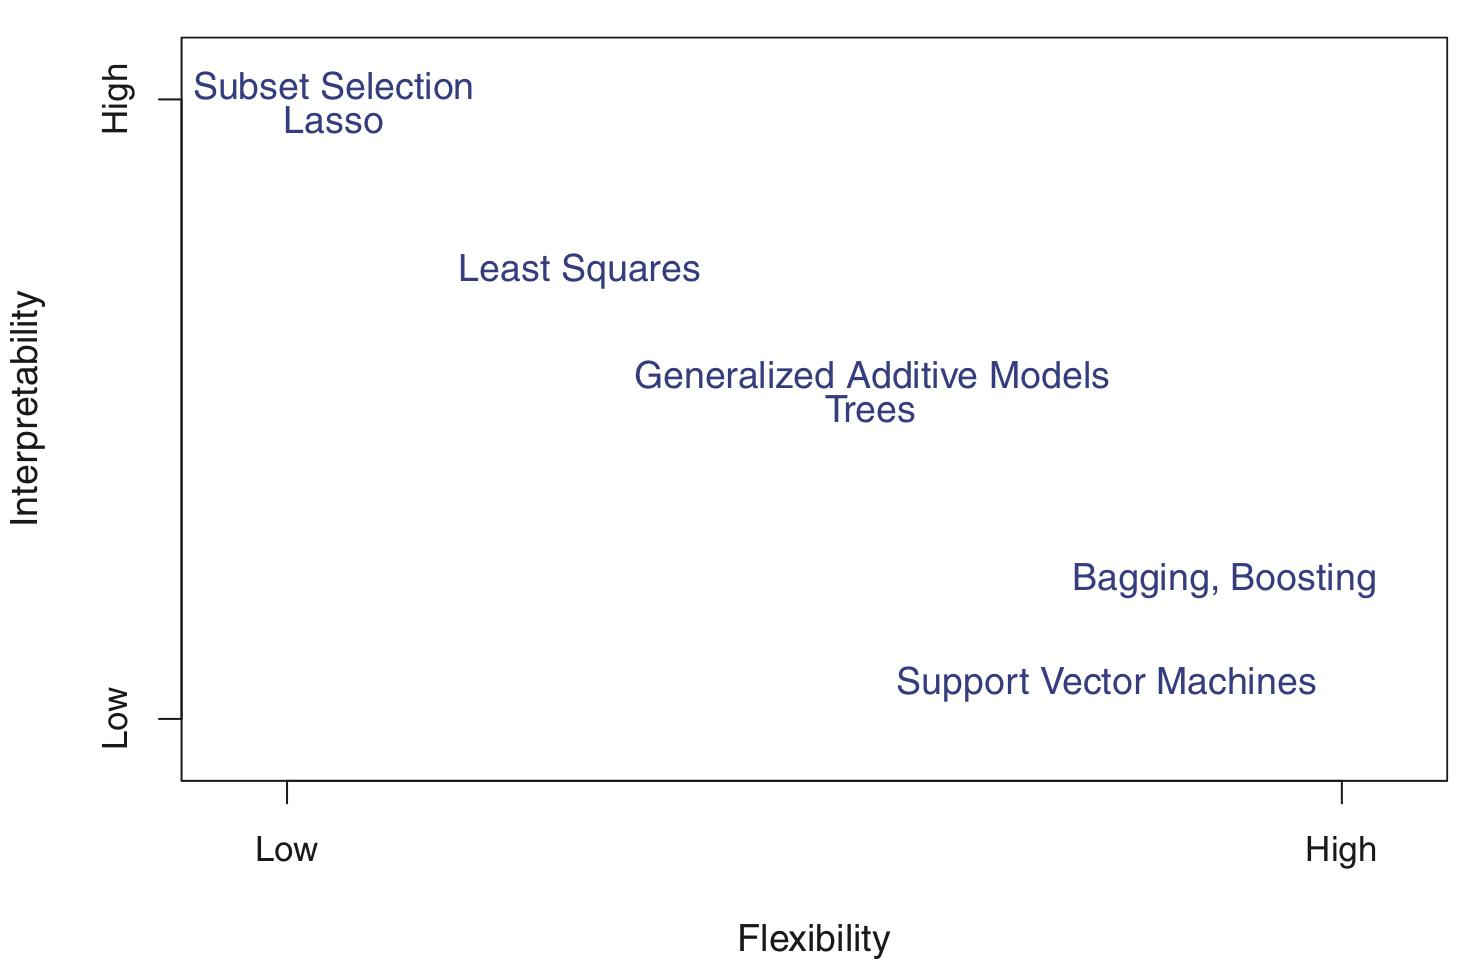 High
Subset Selection
Lasso
Least Squares
Interpretability
Generalized Additive Models
Trees
Bagging, Boosting
Support Vector Machines
Low
Low
High
Flexibility